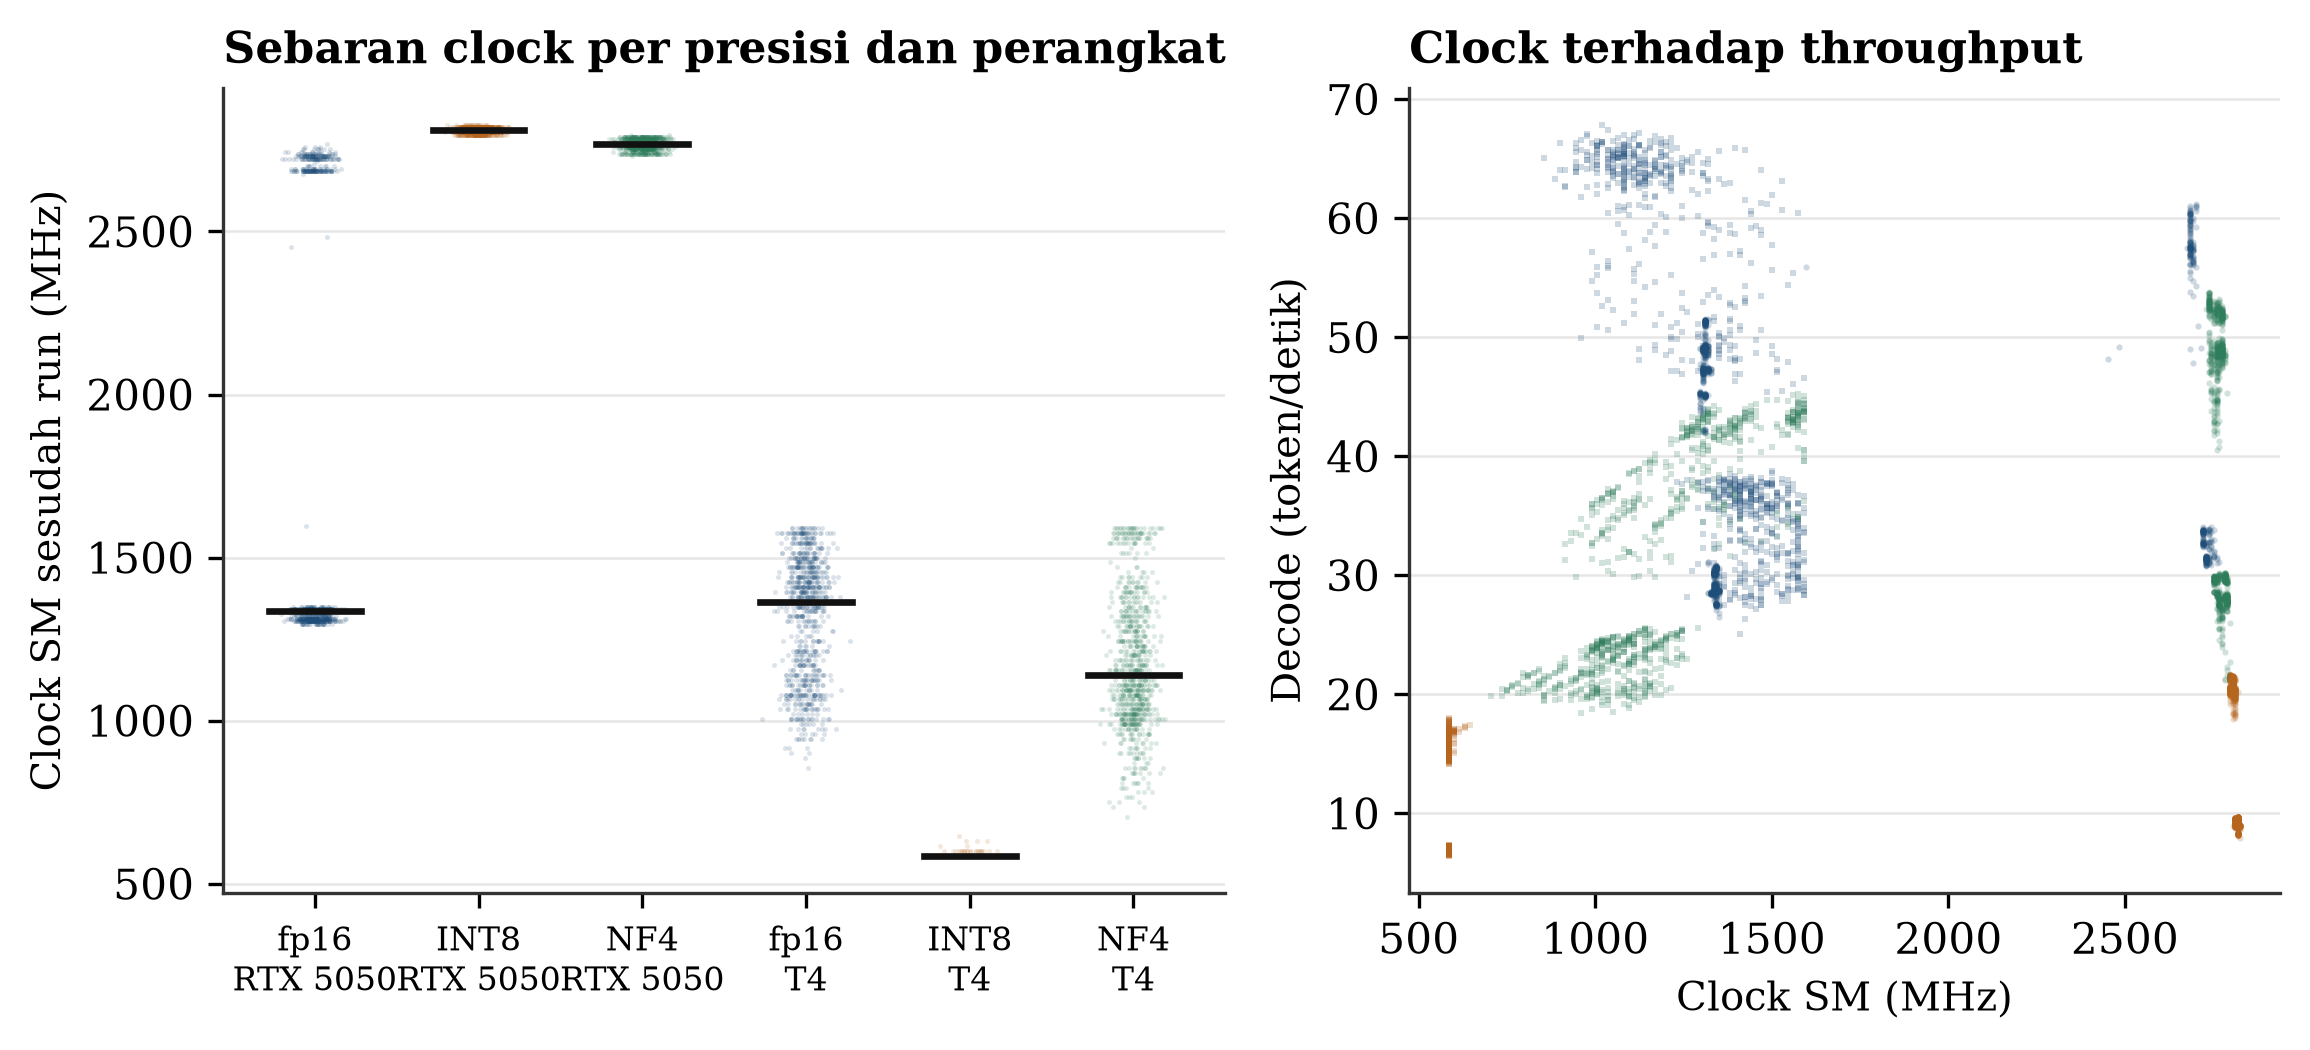 Sebaran clock per presisi dan perangkat
Clock SM sesudah run (MHz)
2500
2000
1500
1000
500
fp16
RTX 5050
INT8
RTX 5050
NF4
RTX 5050
fp16
T4
INT8
T4
NF4
T4
Clock terhadap throughput
Decode (token/detik)
70
60
50
40
30
20
10
500
1000
1500
2000
2500
Clock SM (MHz)